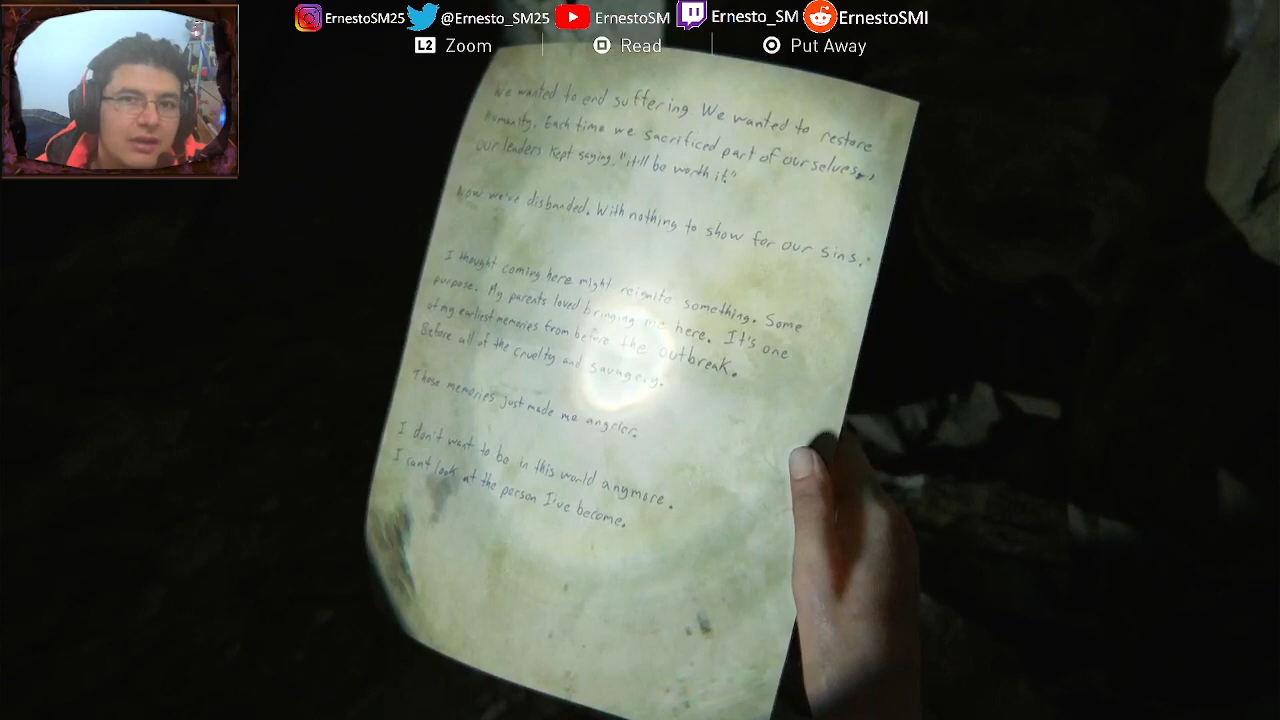 ErnestoSM25 @Ernesto_SM25 ErnestoSM Ernesto_SM ErnestoSMI
L2 Zoom Read Put Away
We wanted to end suffering. We wanted to restore
humanity. Each time we sacrificed part of ourselves,
our leaders kept saying, "it'll be worth it."
Now we've disbanded. With nothing to show for our sins.
I thought coming here might reignite something. Some
purpose. My parents loved bringing me here. It's one
of my earliest memories from before the outbreak.
Before all of the cruelty and savagery.
Those memories just made me angrier.
I don't want to be in this world anymore.
I can't look at the person I've become.